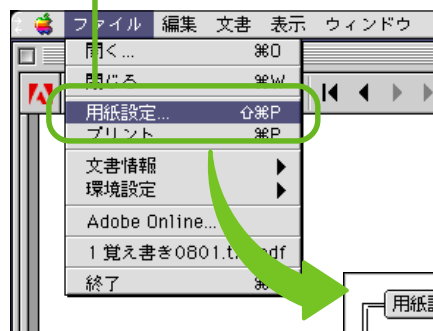 ファイル 編集 文書 表示 ウィンドウ
開く... ⌘O
閉じる ⌘W
用紙設定... ⇧⌘P
プリント ⌘P
文書情報
環境設定
Adobe Online...
1 覚え書き0801.t
終了
用紙